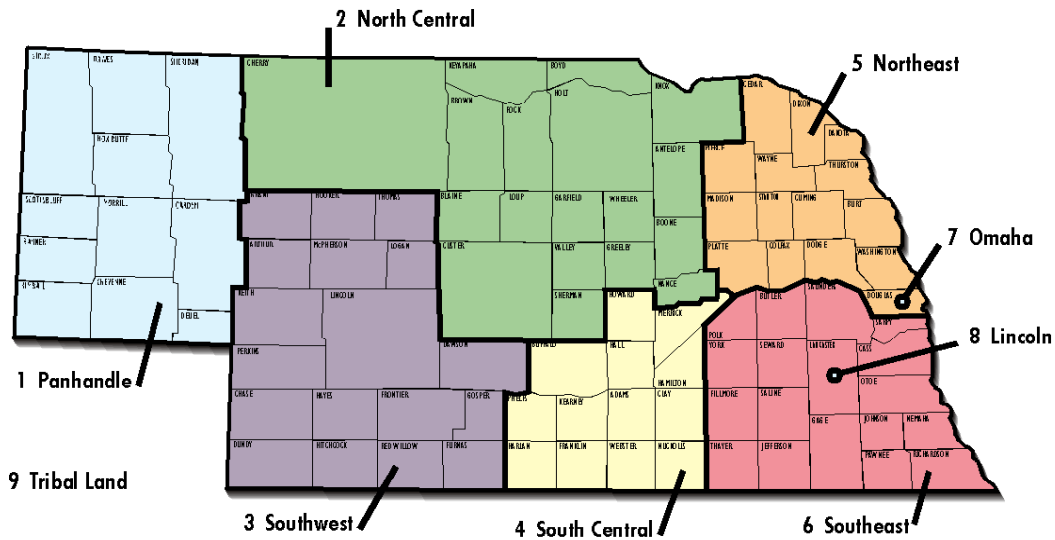 2 North Central
5 Northeast
DAWES
SHERIDAN
CHERRY
KEYA PAHA
BOYD
KNOX
CEDAR
DIXON
DAKOTA
BROWN
ROCK
HOLT
BOX BUTTE
ANTELOPE
PIERCE
WAYNE
THURSTON
SCOTTSBLUFF
MORRILL
GARDEN
GRANT
HOOKER
THOMAS
BLAINE
LOUP
GARFIELD
WHEELER
MADISON
STANTON
CUMING
BURT
BOONE
BANNER
ARTHUR
McPHERSON
LOGAN
CUSTER
VALLEY
GREELEY
PLATTE
COLFAX
DODGE
WASHINGTON
7 Omaha
KIMBALL
CHEYENNE
DEUEL
KEITH
LINCOLN
SHERMAN
HOWARD
NANCE
MERRICK
BUTLER
SAUNDERS
DOUGLAS
SARPY
POLK
8 Lincoln
PERKINS
DAWSON
BUFFALO
HALL
YORK
SEWARD
LANCASTER
CASS
1 Panhandle
HAMILTON
OTOE
CHASE
HAYES
FRONTIER
GOSPER
PHELPS
KEARNEY
ADAMS
CLAY
FILLMORE
SALINE
GAGE
JOHNSON
NEMAHA
DUNDY
HITCHCOCK
RED WILLOW
FURNAS
HARLAN
FRANKLIN
WEBSTER
NUCKOLLS
THAYER
JEFFERSON
PAWNEE
RICHARDSON
9 Tribal Land
3 Southwest
4 South Central
6 Southeast